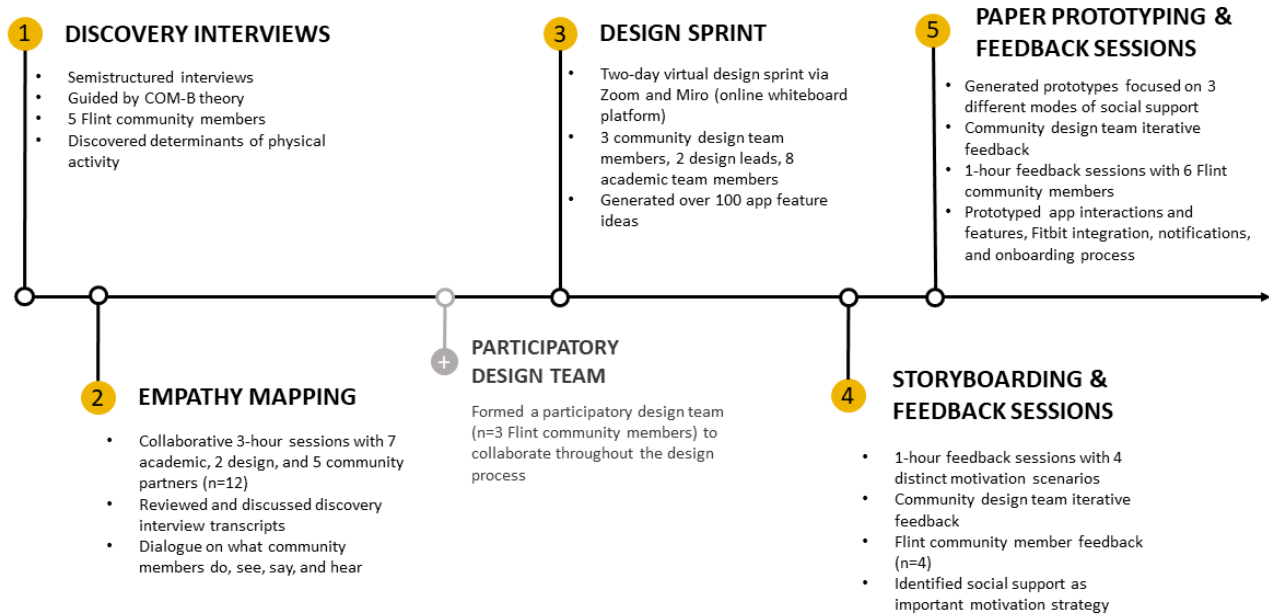 1
DISCOVERY INTERVIEWS
• Semistructured interviews
• Guided by COM-B theory
• 5 Flint community members
• Discovered determinants of physical
activity
2
EMPATHY MAPPING
• Collaborative 3-hour sessions with 7
academic, 2 design, and 5 community
partners (n=12)
• Reviewed and discussed discovery
interview transcripts
• Dialogue on what community
members do, see, say, and hear
+
PARTICIPATORY
DESIGN TEAM
Formed a participatory design team
(n=3 Flint community members) to
collaborate throughout the design
process
3
DESIGN SPRINT
• Two-day virtual design sprint via
Zoom and Miro (online whiteboard
platform)
• 3 community design team
members, 2 design leads, 8
academic team members
• Generated over 100 app feature
ideas
4
STORYBOARDING &
FEEDBACK SESSIONS
• 1-hour feedback sessions with 4
distinct motivation scenarios
• Community design team iterative
feedback
• Flint community member feedback
(n=4)
• Identified social support as
important motivation strategy
5
PAPER PROTOTYPING &
FEEDBACK SESSIONS
• Generated prototypes focused on 3
different modes of social support
• Community design team iterative
feedback
• 1-hour feedback sessions with 6 Flint
community members
• Prototyped app interactions and
features, Fitbit integration, notifications,
and onboarding process